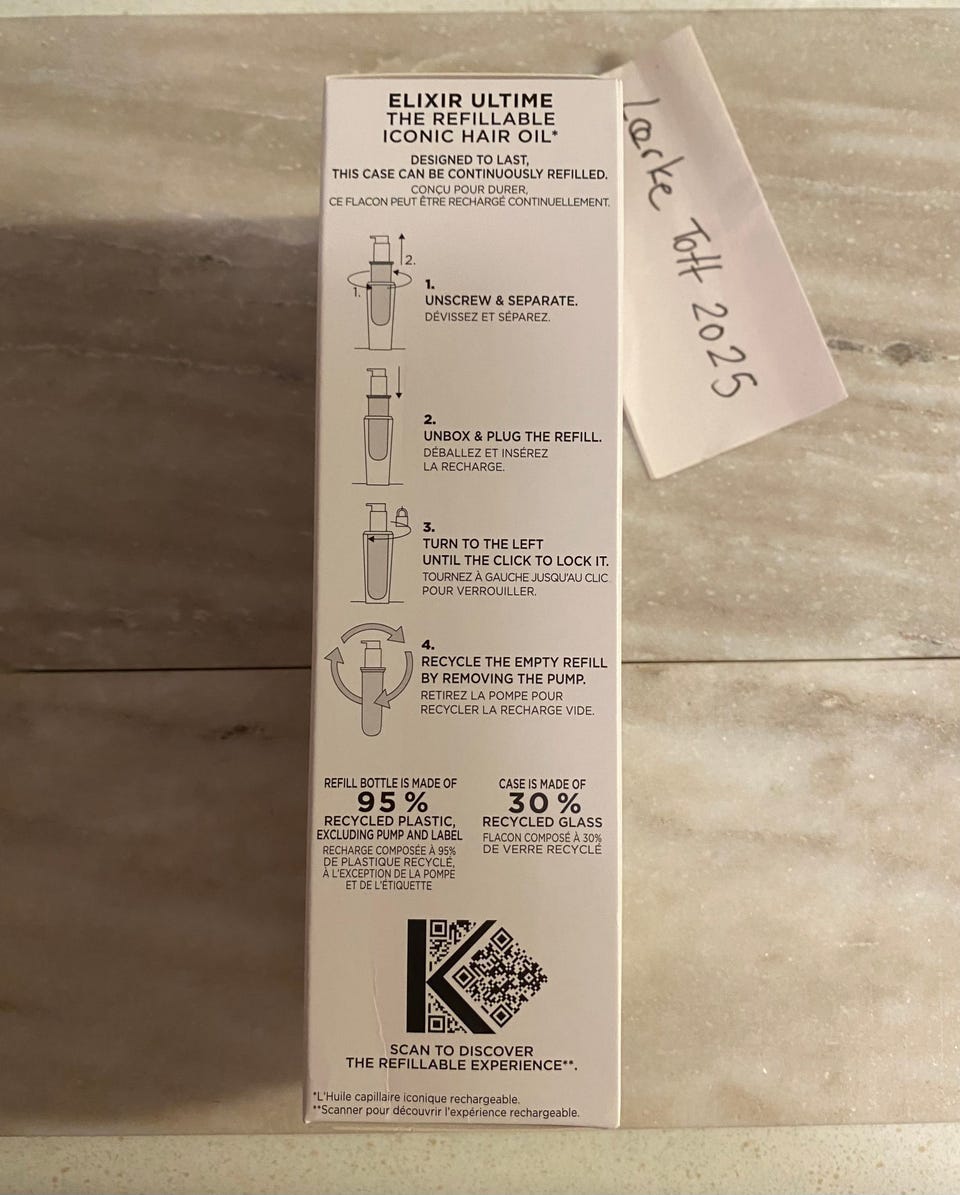 ELIXIR ULTIME
THE REFILLABLE
ICONIC HAIR OIL*
DESIGNED TO LAST,
THIS CASE CAN BE CONTINUOUSLY REFILLED.
CONÇU POUR DURER,
CE FLACON PEUT ÊTRE RECHARGÉ CONTINUELLEMENT.
2.
1.
1.
UNSCREW & SEPARATE.
DÉVISSEZ ET SÉPAREZ.
2.
UNBOX & PLUG THE REFILL.
DÉBALLEZ ET INSÉREZ
LA RECHARGE.
3.
TURN TO THE LEFT
UNTIL THE CLICK TO LOCK IT.
TOURNEZ À GAUCHE JUSQU'AU CLIC
POUR VERROUILLER.
4.
RECYCLE THE EMPTY REFILL
BY REMOVING THE PUMP.
RETIREZ LA POMPE POUR
RECYCLER LA RECHARGE VIDE.
REFILL BOTTLE IS MADE OF
95 %
RECYCLED PLASTIC,
EXCLUDING PUMP AND LABEL
RECHARGE COMPOSÉE À 95%
DE PLASTIQUE RECYCLÉ,
À L'EXCEPTION DE LA POMPE
ET DE L'ÉTIQUETTE
CASE IS MADE OF
30 %
RECYCLED GLASS
FLACON COMPOSÉ À 30%
DE VERRE RECYCLÉ
K
SCAN TO DISCOVER
THE REFILLABLE EXPERIENCE**.
*L'Huile capillaire iconique rechargeable.
**Scanner pour découvrir l'expérience rechargeable.
Lærke Toft 2025